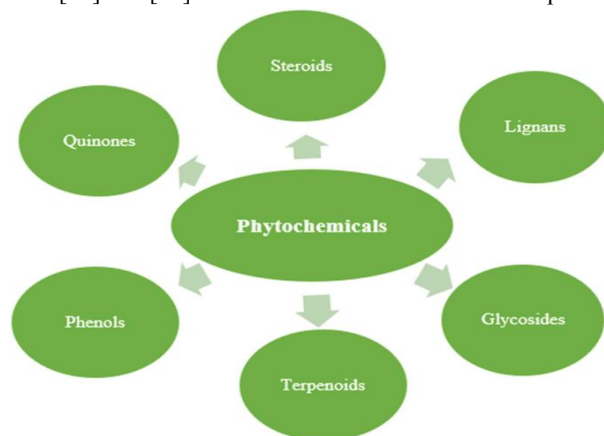 Steroids
Quinones
Lignans
Phytochemicals
Phenols
Glycosides
Terpenoids